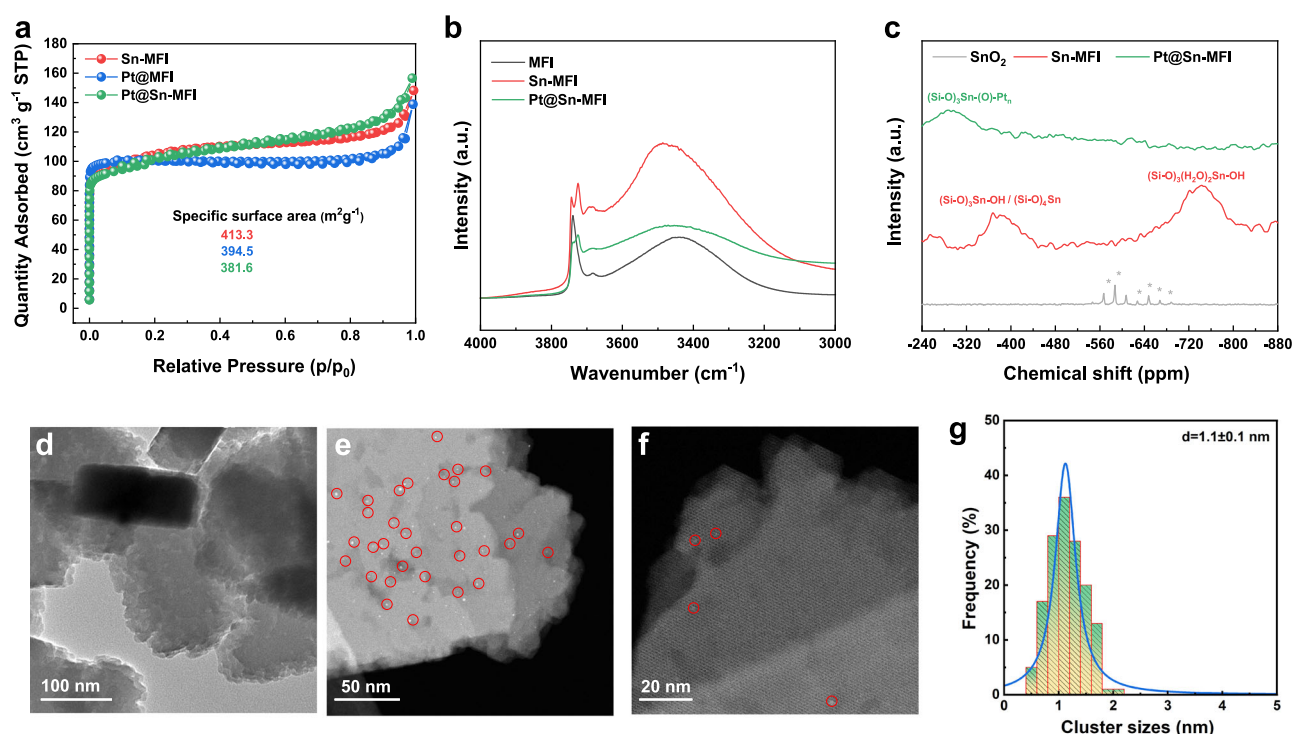 a
Quantity Adsorbed (cm³ g⁻¹ STP)
180
160
140
120
100
80
60
40
20
0
Sn-MFI
Pt@MFI
Pt@Sn-MFI
Specific surface area (m²g⁻¹)
413.3
394.5
381.6
0.0 0.2 0.4 0.6 0.8 1.0
Relative Pressure (p/p₀)
b
Intensity (a.u.)
MFI
Sn-MFI
Pt@Sn-MFI
4000 3800 3600 3400 3200 3000
Wavenumber (cm⁻¹)
c
Intensity (a.u.)
SnO₂ Sn-MFI Pt@Sn-MFI
(Si-O)₃Sn-(O)-Ptₙ
(Si-O)₃Sn-OH / (Si-O)₄Sn
(Si-O)₃(H₂O)₂Sn-OH
* * * * * *
-240 -320 -400 -480 -560 -640 -720 -800 -880
Chemical shift (ppm)
d
100 nm
e
50 nm
f
20 nm
g
Frequency (%)
50
40
30
20
10
0
d=1.1±0.1 nm
0 1 2 3 4 5
Cluster sizes (nm)